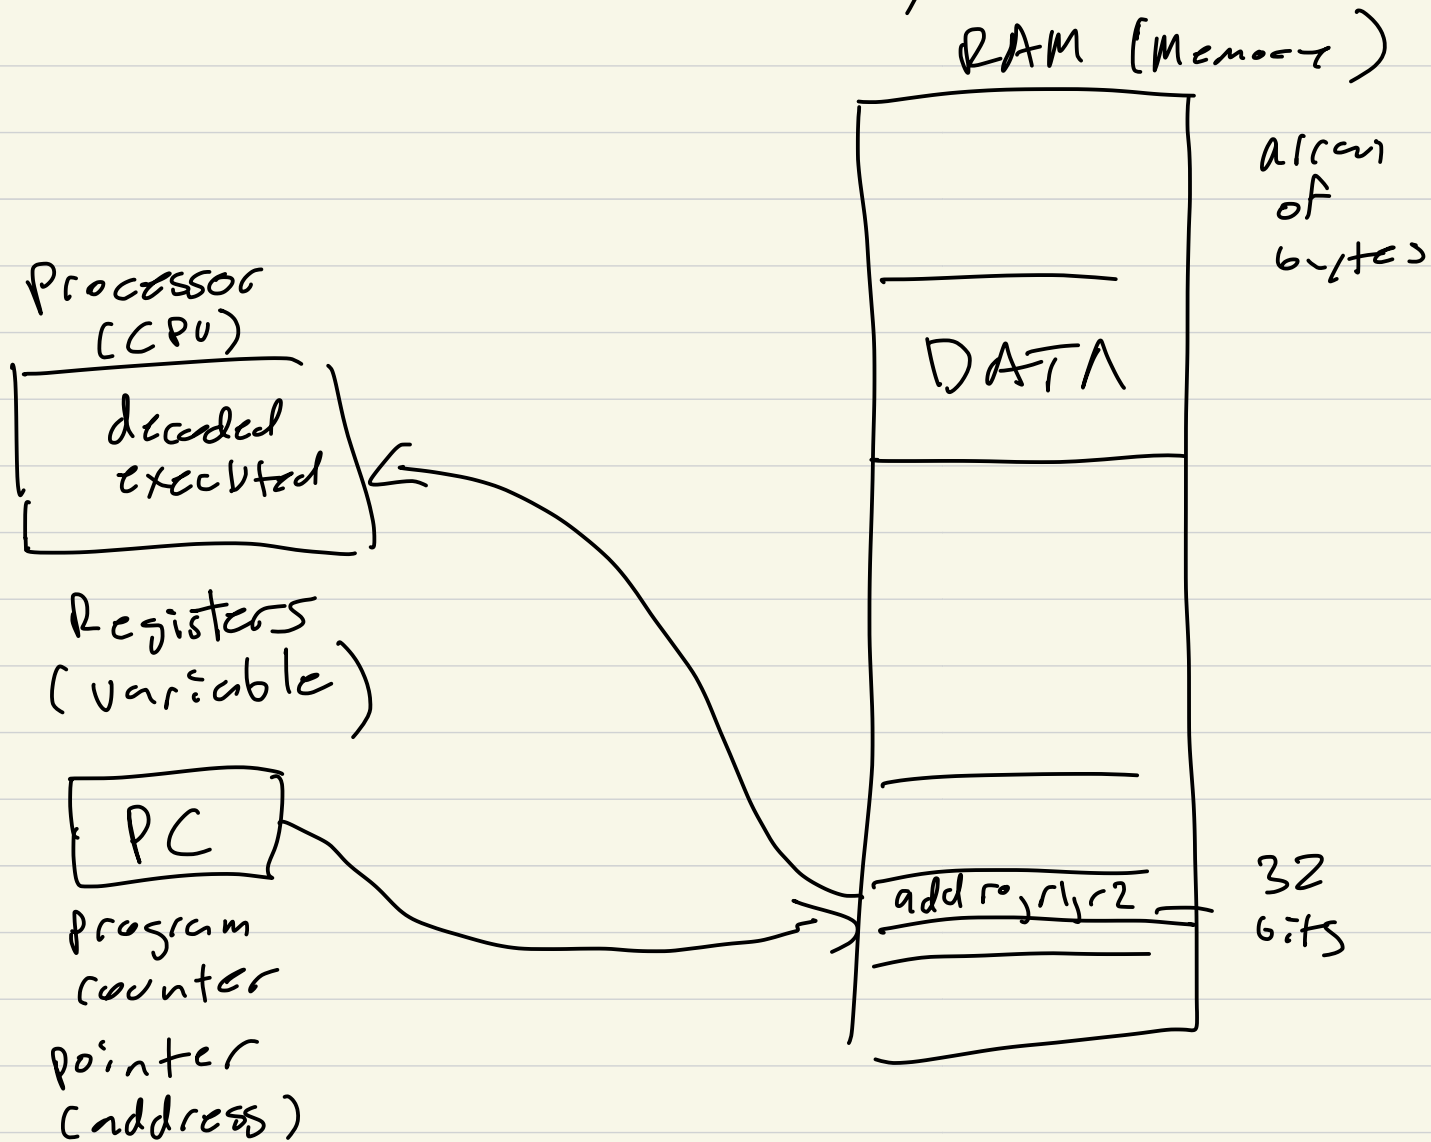 RAM (Memory)
array
of
bytes
Processor
(CPU)
DATA
decoded
executed
Registers
(variable)
PC
add r0, r1, r2
32
bits
program
counter
pointer
(address)